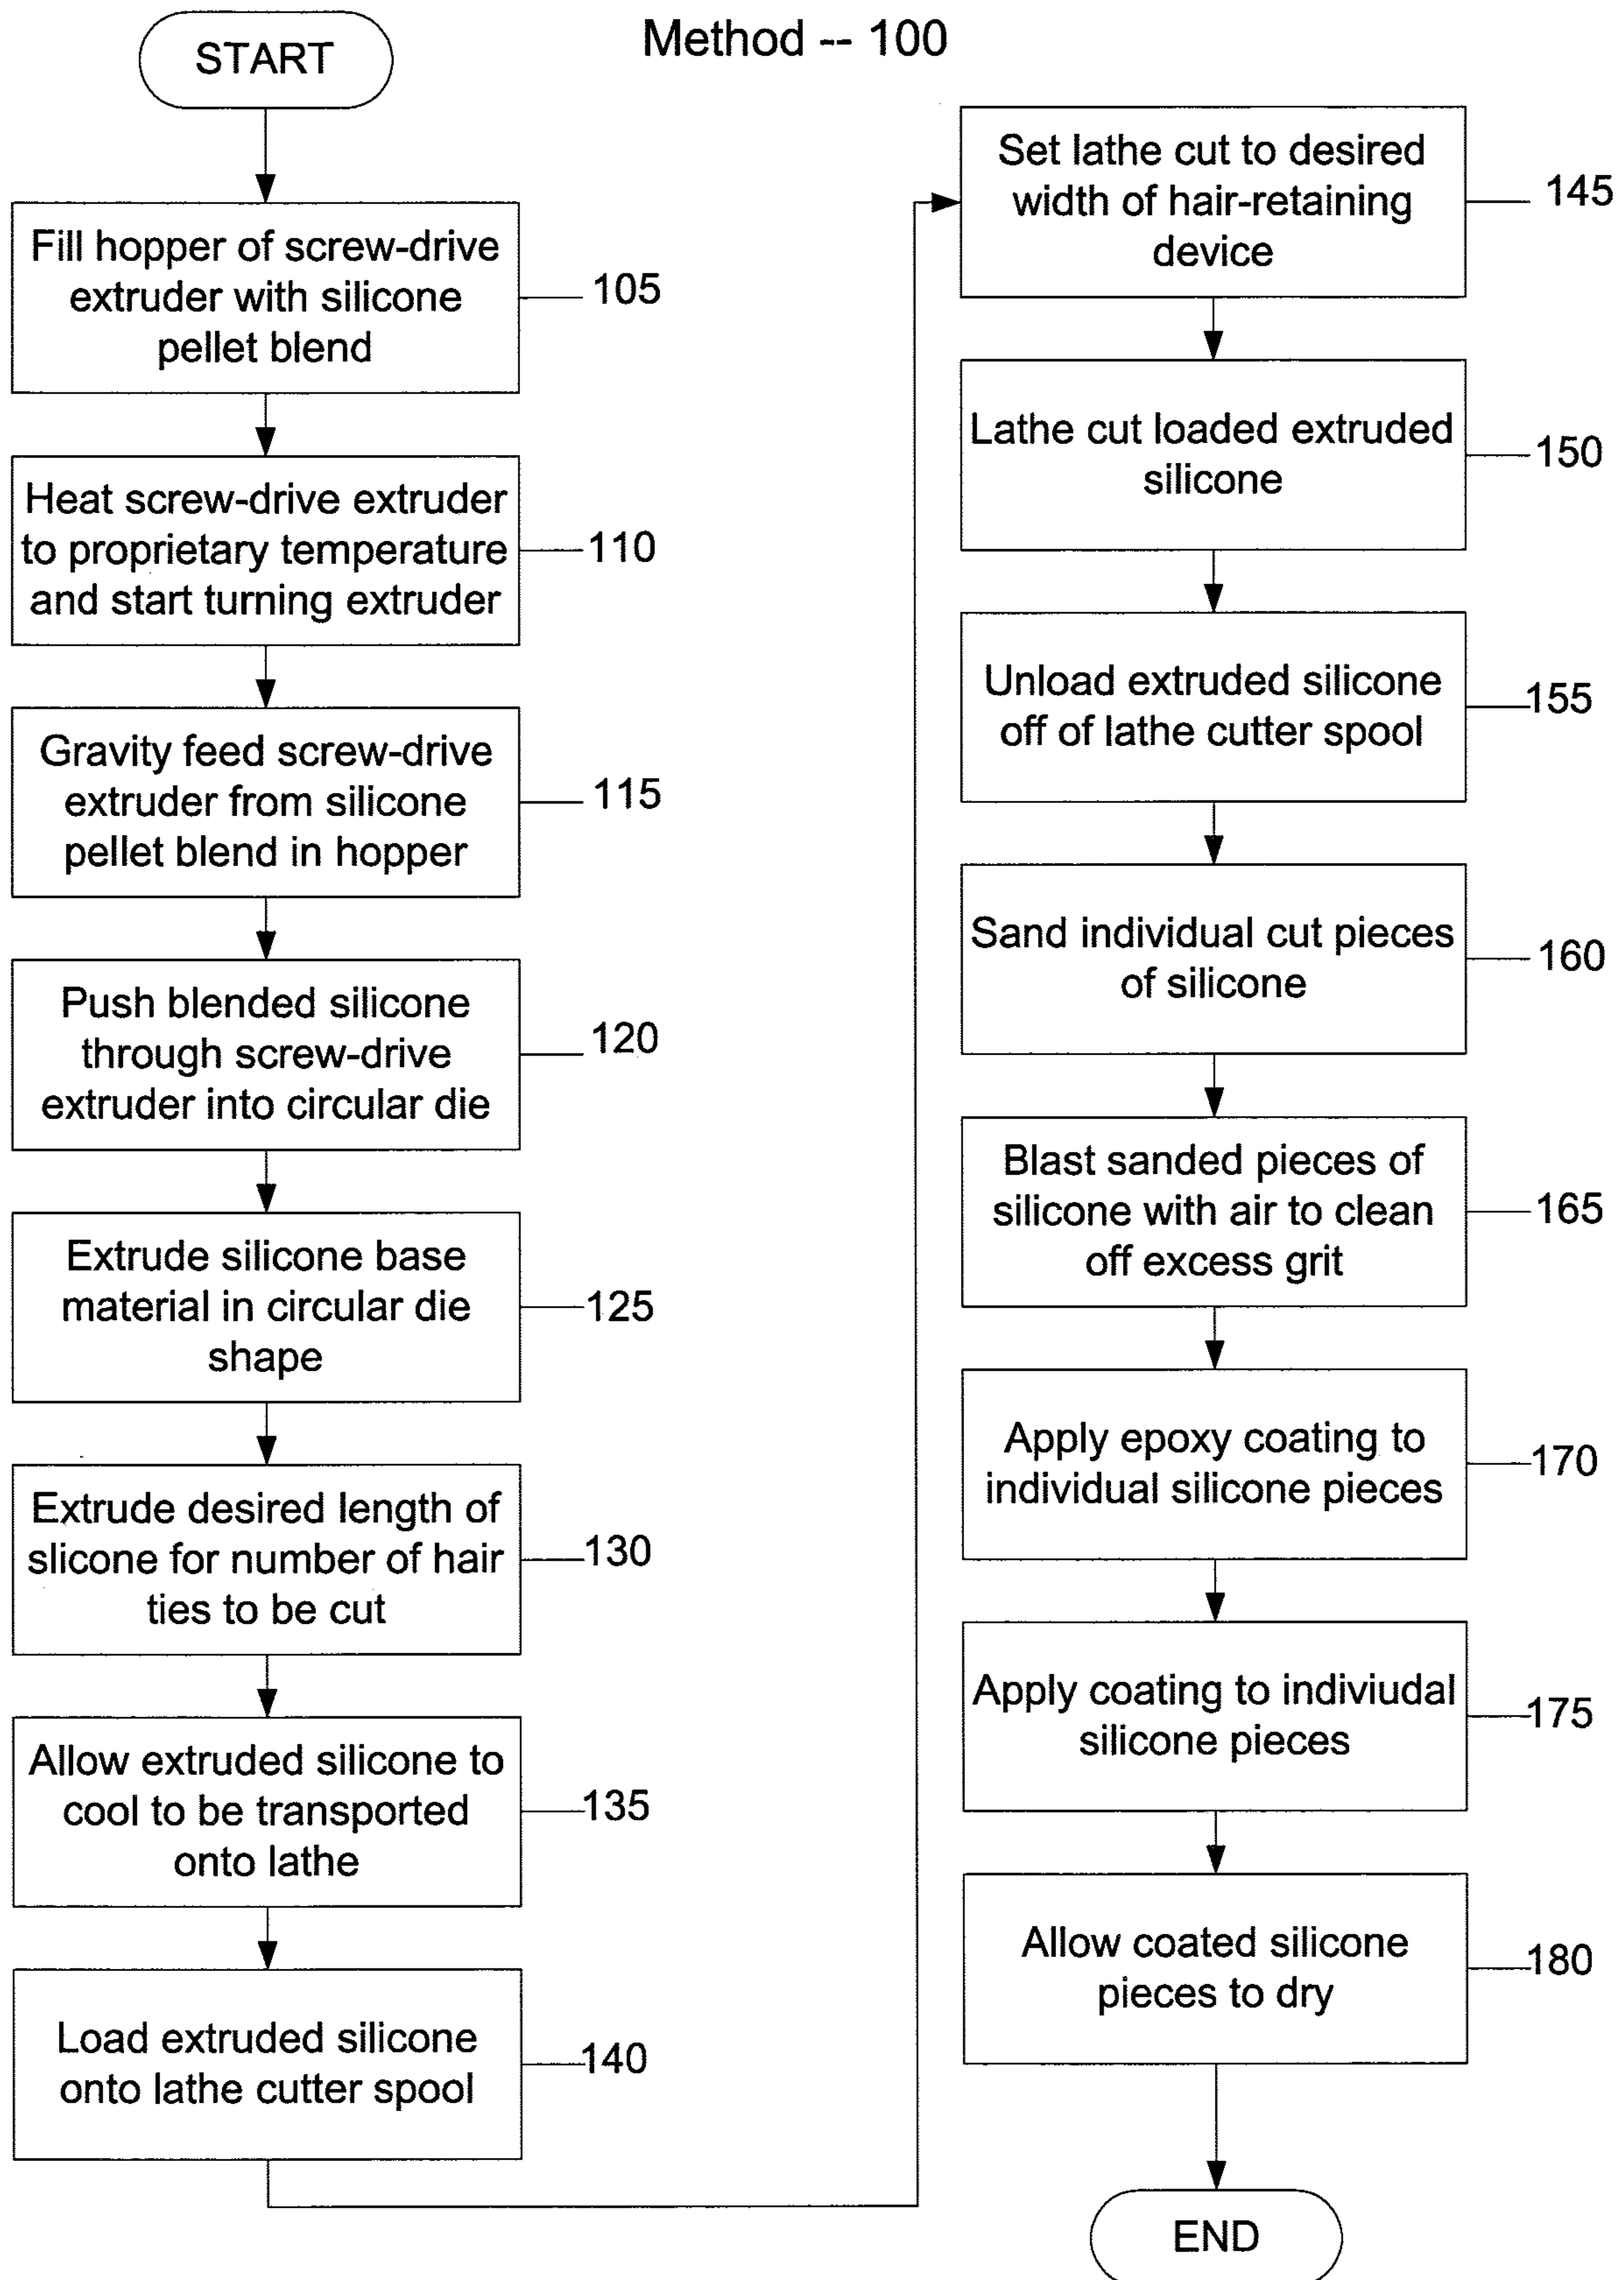 Method -- 100
START
Fill hopper of screw-drive
extruder with silicone
pellet blend
105
Heat screw-drive extruder
to proprietary temperature
and start turning extruder
110
Gravity feed screw-drive
extruder from silicone
pellet blend in hopper
115
Push blended silicone
through screw-drive
extruder into circular die
120
Extrude silicone base
material in circular die
shape
125
Extrude desired length of
slicone for number of hair
ties to be cut
130
Allow extruded silicone to
cool to be transported
onto lathe
135
Load extruded silicone
onto lathe cutter spool
140
Set lathe cut to desired
width of hair-retaining
device
145
Lathe cut loaded extruded
silicone
150
Unload extruded silicone
off of lathe cutter spool
155
Sand individual cut pieces
of silicone
160
Blast sanded pieces of
silicone with air to clean
off excess grit
165
Apply epoxy coating to
individual silicone pieces
170
Apply coating to indiviudal
silicone pieces
175
Allow coated silicone
pieces to dry
180
END